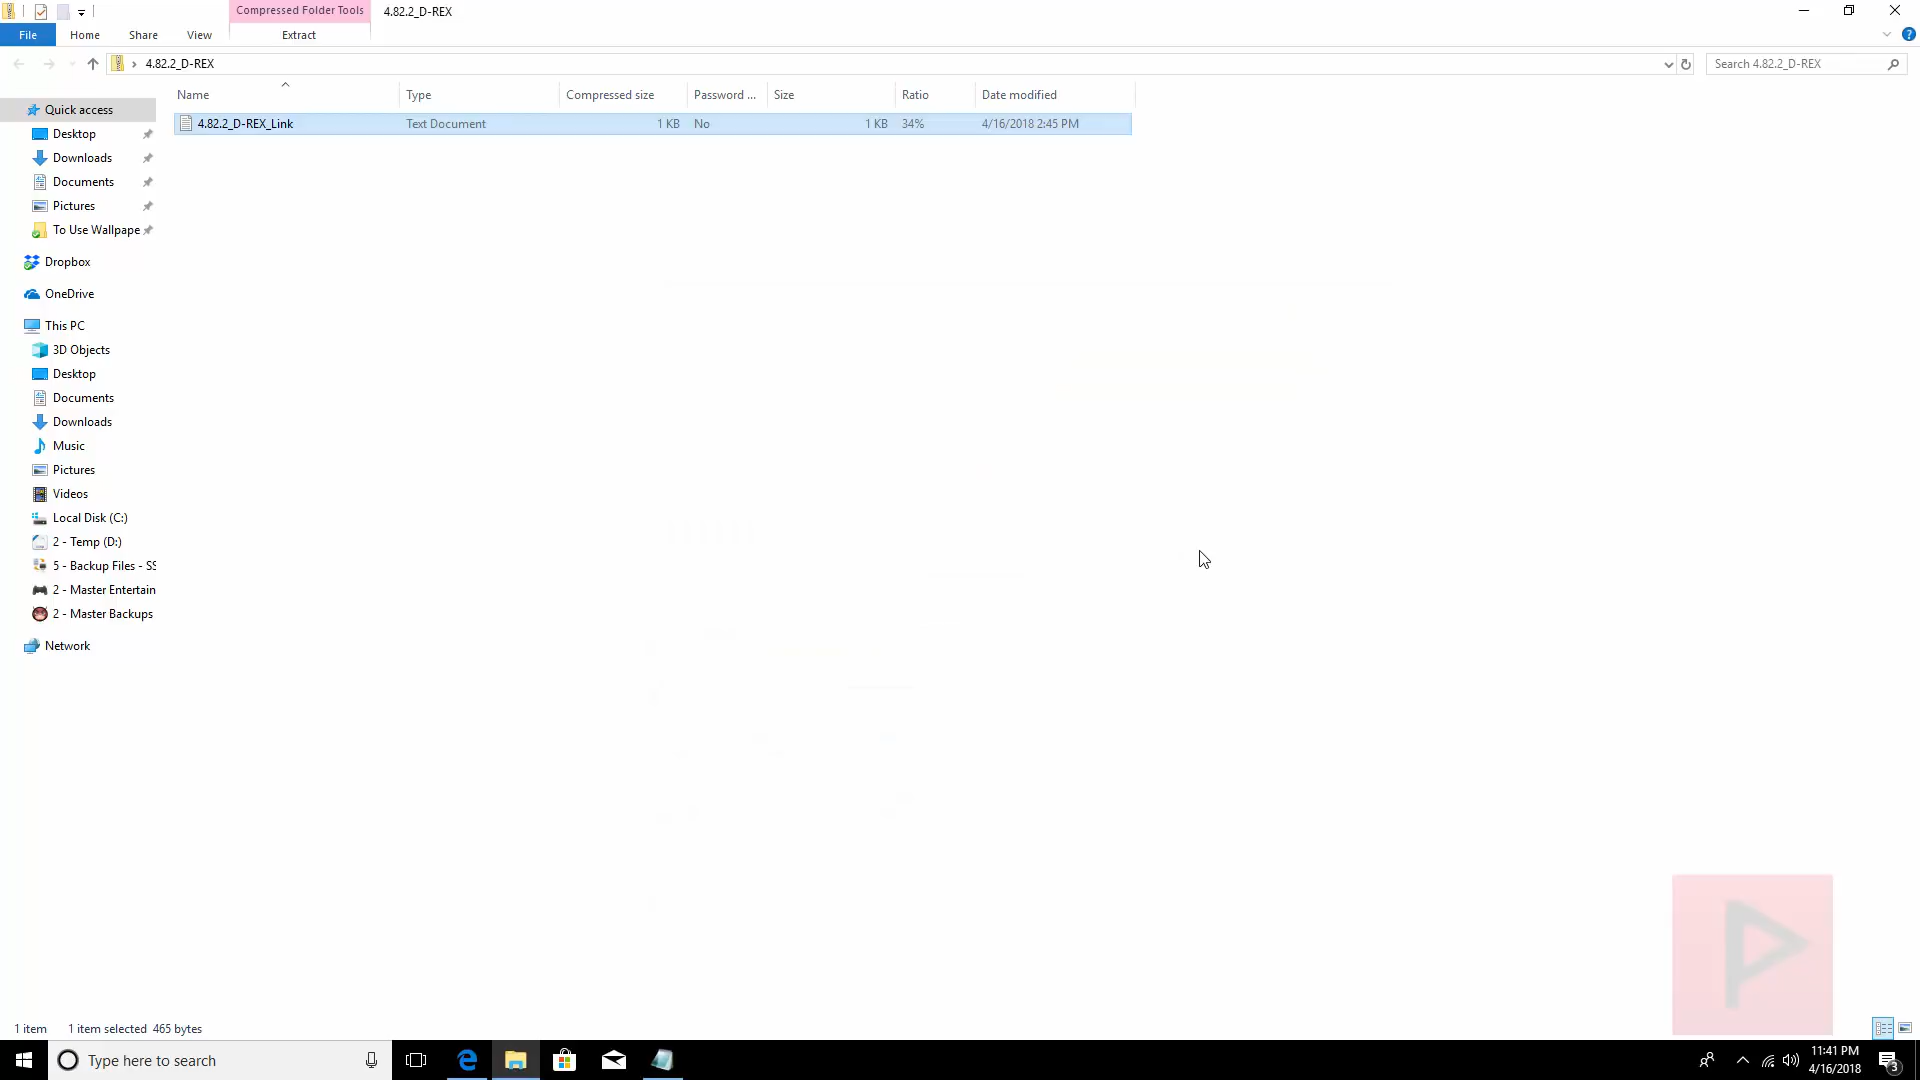 Compressed Folder Tools
4.82.2_D-REX
File
Home
Share
View
Extract
4.82.2_D-REX
Search 4.82.2_D-REX
Name
Type
Compressed size
Password ...
Size
Ratio
Date modified
4.82.2_D-REX_Link
Text Document
1 KB
No
1 KB
34%
4/16/2018 2:45 PM
Quick access
Desktop
Downloads
Documents
Pictures
To Use Wallpape
Dropbox
OneDrive
This PC
3D Objects
Desktop
Documents
Downloads
Music
Pictures
Videos
Local Disk (C:)
2 - Temp (D:)
5 - Backup Files - SS
2 - Master Entertain
2 - Master Backups
Network
1 item
1 item selected 465 bytes
Type here to search
11:41 PM
4/16/2018
3